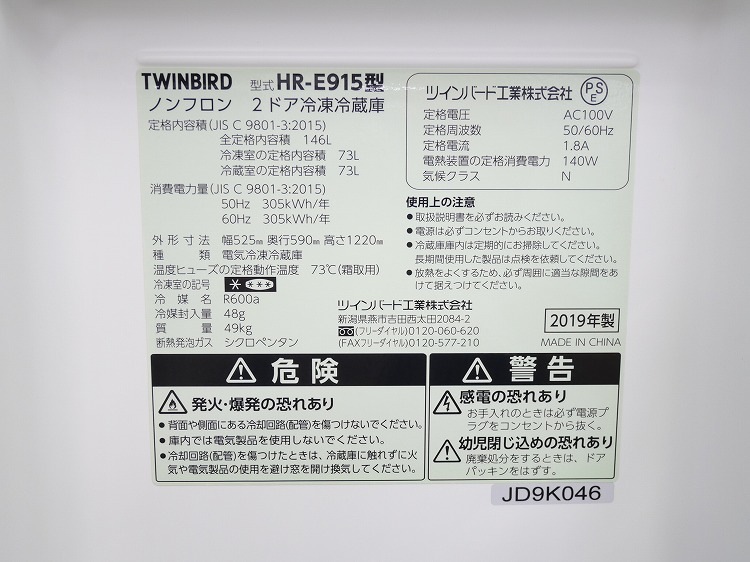 TWINBIRD 型式 HR-E915型
ノンフロン 2ドア冷凍冷蔵庫
定格内容積(JIS C 9801-3:2015)
全定格内容積 146L
冷凍室の定格内容積 73L
冷蔵室の定格内容積 73L
消費電力量(JIS C 9801-3:2015)
50Hz 305kWh/年
60Hz 305kWh/年
外形寸法 幅525mm 奥行590mm 高さ1220mm
種類 電気冷凍冷蔵庫
温度ヒューズの定格動作温度 73℃(霜取用)
冷凍室の記号
冷媒名 R600a
冷媒封入量 48g
質量 49kg
断熱発泡ガス シクロペンタン
ツインバード工業株式会社 PSE
定格電圧 AC100V
定格周波数 50/60Hz
定格電流 1.8A
電熱装置の定格消費電力 140W
気候クラス N
使用上の注意
●取扱説明書を必ずお読みください。
●電源は必ずコンセントからお取りください。
●冷蔵庫庫内は定期的にお掃除してください。
長期間使用した製品は点検を依頼してください。
●放熱をよくするため、必ず周囲に適当な隙間をあ
けて据えつけてください。
ツインバード工業株式会社
新潟県燕市吉田西太田2084-2
(フリーダイヤル)0120-060-620
(FAXフリーダイヤル)0120-577-210
2019年製
MADE IN CHINA
危険
発火・爆発の恐れあり
●背面や側面にある冷却回路(配管)を傷つけないでください。
●庫内では電気製品を使用しないでください。
●冷却回路(配管)を傷つけたときは、冷蔵庫に触れずに火
気や電気製品の使用を避け窓を開け換気してください。
警告
感電の恐れあり
お手入れのときは必ず電源プ
ラグをコンセントから抜く。
幼児閉じ込めの恐れあり
廃棄処分をするときは、ドア
パッキンをはずす。
JD9K046